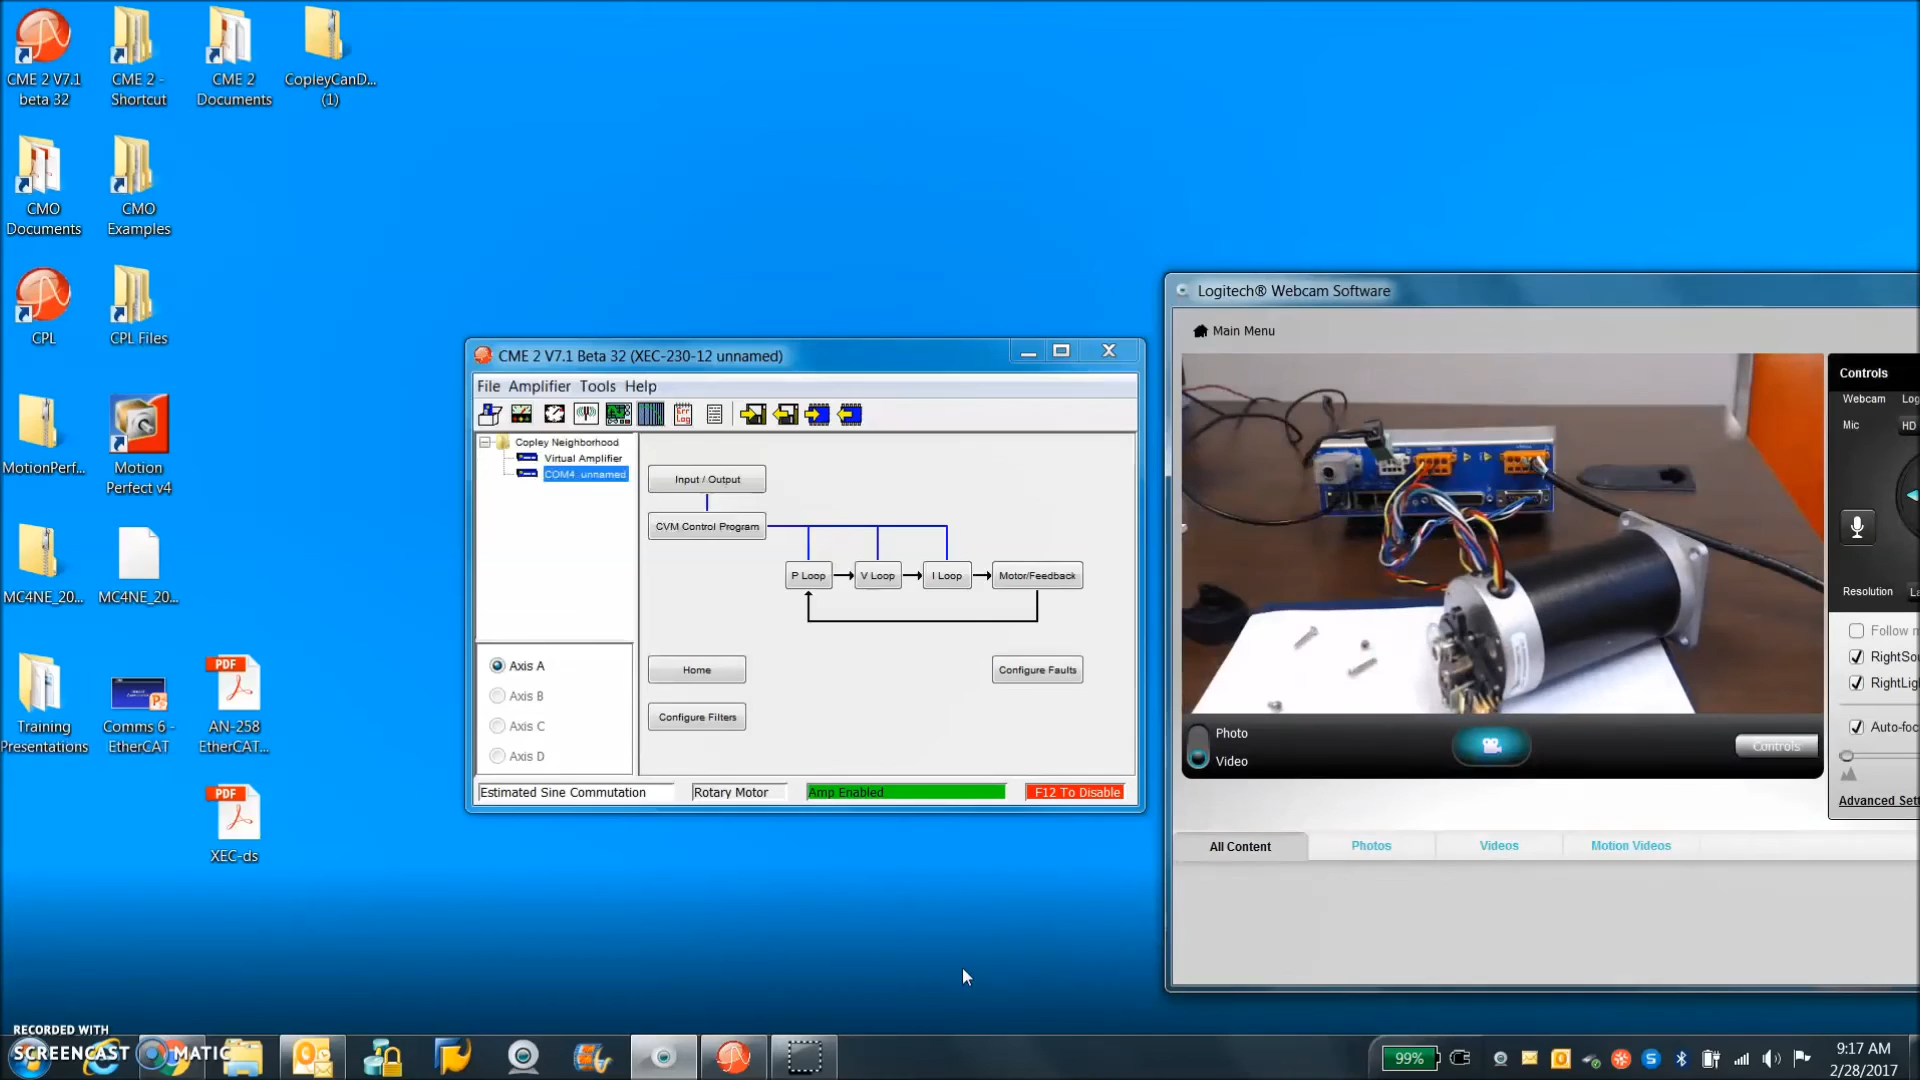 CME 2 V7.1
beta 32
CME 2 -
Shortcut
CME 2
Documents
CopleyCanD...
(1)
CMO
Documents
CMO
Examples
CPL
CPL Files
MotionPerf...
Motion
Perfect v4
MC4NE_20...
MC4NE_20...
Training
Presentations
Comms 6 -
EtherCAT
PDF
AN-258
EtherCAT...
PDF
XEC-ds
CME 2 V7.1 Beta 32 (XEC-230-12 unnamed)
File Amplifier Tools Help
Err
Log
Copley Neighborhood
Virtual Amplifier
COM4 unnamed
Input / Output
CVM Control Program
P Loop
V Loop
I Loop
Motor/Feedback
Home
Configure Faults
Configure Filters
Axis A
Axis B
Axis C
Axis D
Estimated Sine Commutation
Rotary Motor
Amp Enabled
F12 To Disable
Logitech® Webcam Software
Main Menu
Controls
Webcam
Mic
HD
Resolution
Follow
Photo
Video
Controls
Advanced
All Content
Photos
Videos
Motion Videos
RECORDED WITH
SCREENCAST MATIC
99%
9:17 AM
2/28/2017